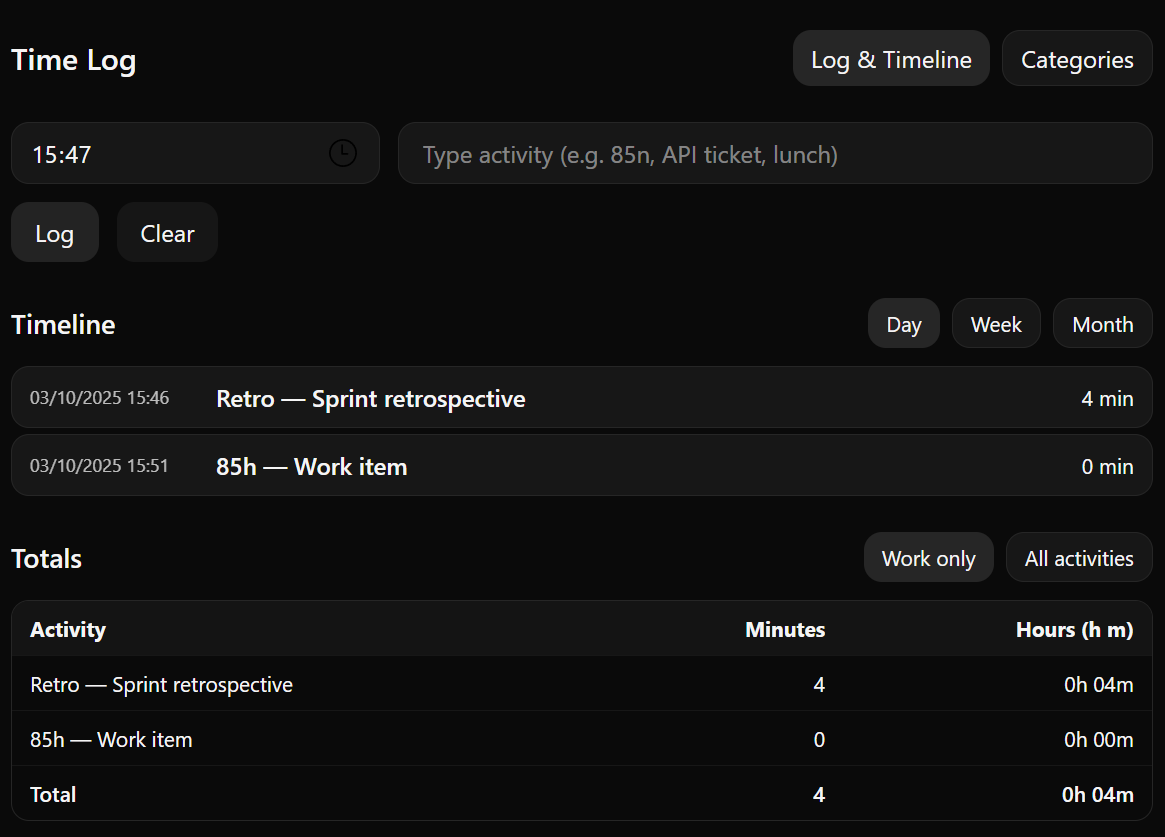 Time Log
Log & Timeline
Categories
15:47
Type activity (e.g. 85n, API ticket, lunch)
Log
Clear
Timeline
Day
Week
Month
03/10/2025 15:46 Retro — Sprint retrospective 4 min
03/10/2025 15:51 85h — Work item 0 min
Totals
Work only
All activities
Activity Minutes Hours (h m)
Retro — Sprint retrospective 4 0h 04m
85h — Work item 0 0h 00m
Total 4 0h 04m